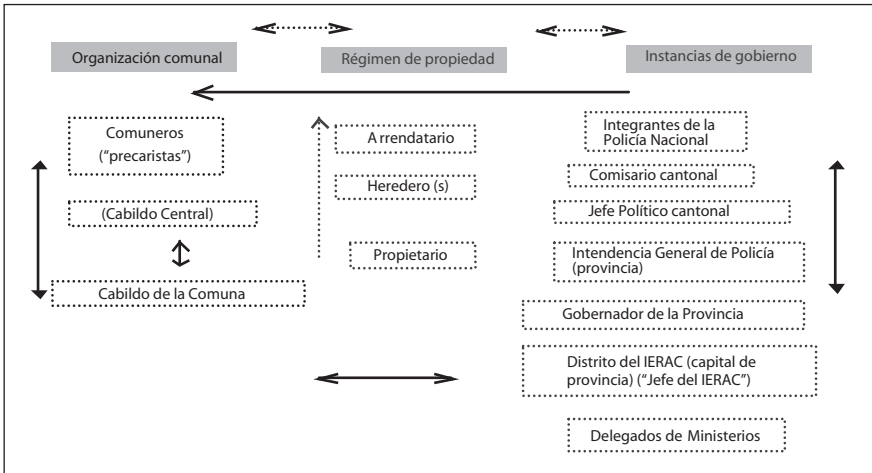 Organización comunal
Régimen de propiedad
Instancias de gobierno
Comuneros
("precaristas")
(Cabildo Central)
Cabildo de la Comuna
Arrendatario
Heredero (s)
Propietario
Integrantes de la
Policía Nacional
Comisario cantonal
Jefe Político cantonal
Intendencia General de Policía
(provincia)
Gobernador de la Provincia
Distrito del IERAC (capital de
provincia) ("Jefe del IERAC")
Delegados de Ministerios